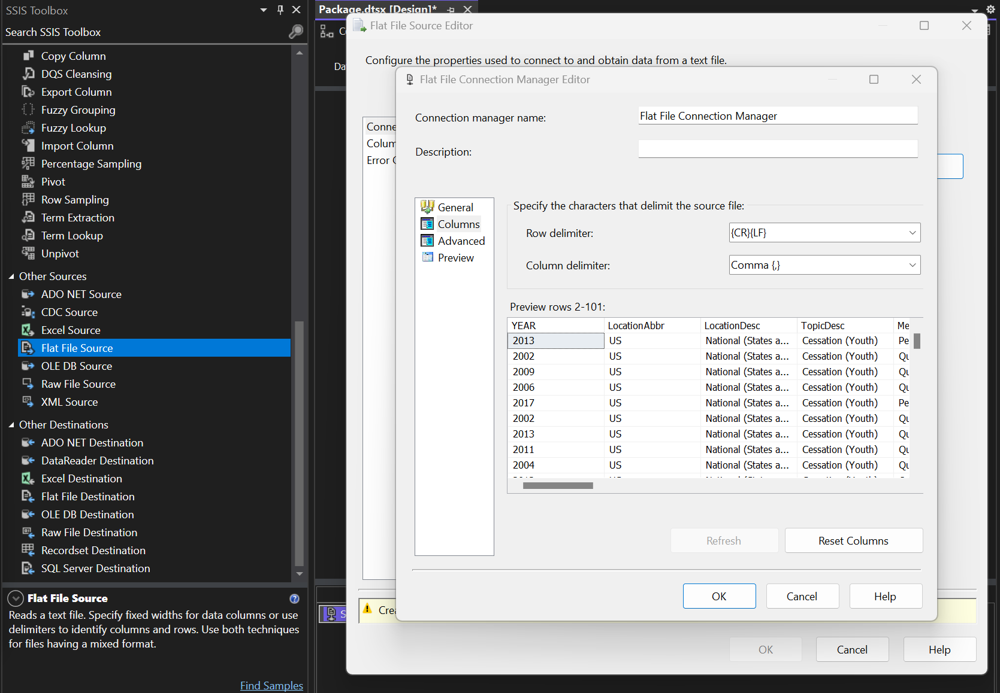 SSIS Toolbox
Search SSIS Toolbox
Copy Column
DQS Cleansing
Export Column
Fuzzy Grouping
Fuzzy Lookup
Import Column
Percentage Sampling
Pivot
Row Sampling
Term Extraction
Term Lookup
Unpivot
Other Sources
ADO NET Source
CDC Source
Excel Source
Flat File Source
OLE DB Source
Raw File Source
XML Source
Other Destinations
ADO NET Destination
DataReader Destination
Excel Destination
Flat File Destination
OLE DB Destination
Raw File Destination
Recordset Destination
SQL Server Destination
Flat File Source
Reads a text file. Specify fixed widths for data columns or use
delimiters to identify columns and rows. Use both techniques
for files having a mixed format.
Find Samples
Package.dtsx [Design]*
Flat File Source Editor
Configure the properties used to connect to and obtain data from a text file.
Conne
Colum
Error
Flat File Connection Manager Editor
Connection manager name: Flat File Connection Manager
Description:
General
Columns
Advanced
Preview
Specify the characters that delimit the source file:
Row delimiter: {CR}{LF}
Column delimiter: Comma {,}
Preview rows 2-101:
YEAR LocationAbbr LocationDesc TopicDesc Me
2013 US National (States a... Cessation (Youth) Pe
2002 US National (States a... Cessation (Youth) Qu
2009 US National (States a... Cessation (Youth) Qu
2006 US National (States a... Cessation (Youth) Qu
2017 US National (States a... Cessation (Youth) Pe
2002 US National (States a... Cessation (Youth) Qu
2013 US National (States a... Cessation (Youth) Qu
2011 US National (States a... Cessation (Youth) Qu
2004 US National (States a... Cessation (Youth) Qu
Refresh Reset Columns
OK Cancel Help
Crea
OK Cancel Help